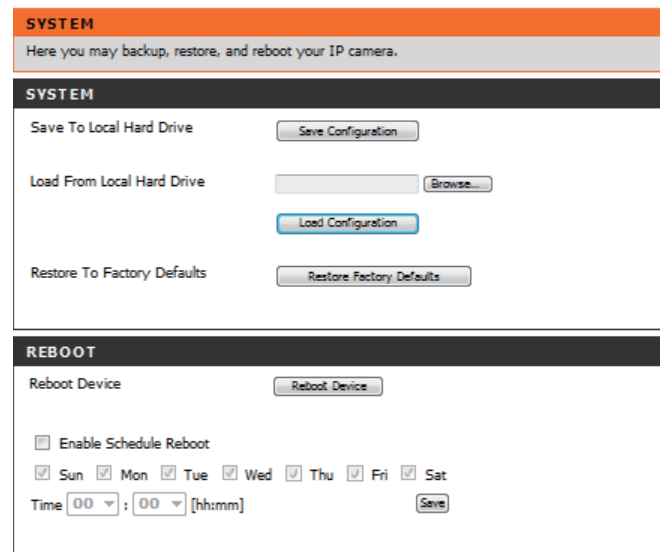 SYSTEM
Here you may backup, restore, and reboot your IP camera.
SYSTEM
Save To Local Hard Drive Save Configuration
Load From Local Hard Drive Browse...
Load Configuration
Restore To Factory Defaults Restore Factory Defaults
REBOOT
Reboot Device Reboot Device
Enable Schedule Reboot
Sun Mon Tue Wed Thu Fri Sat
Time 00 : 00 [hh:mm] Save